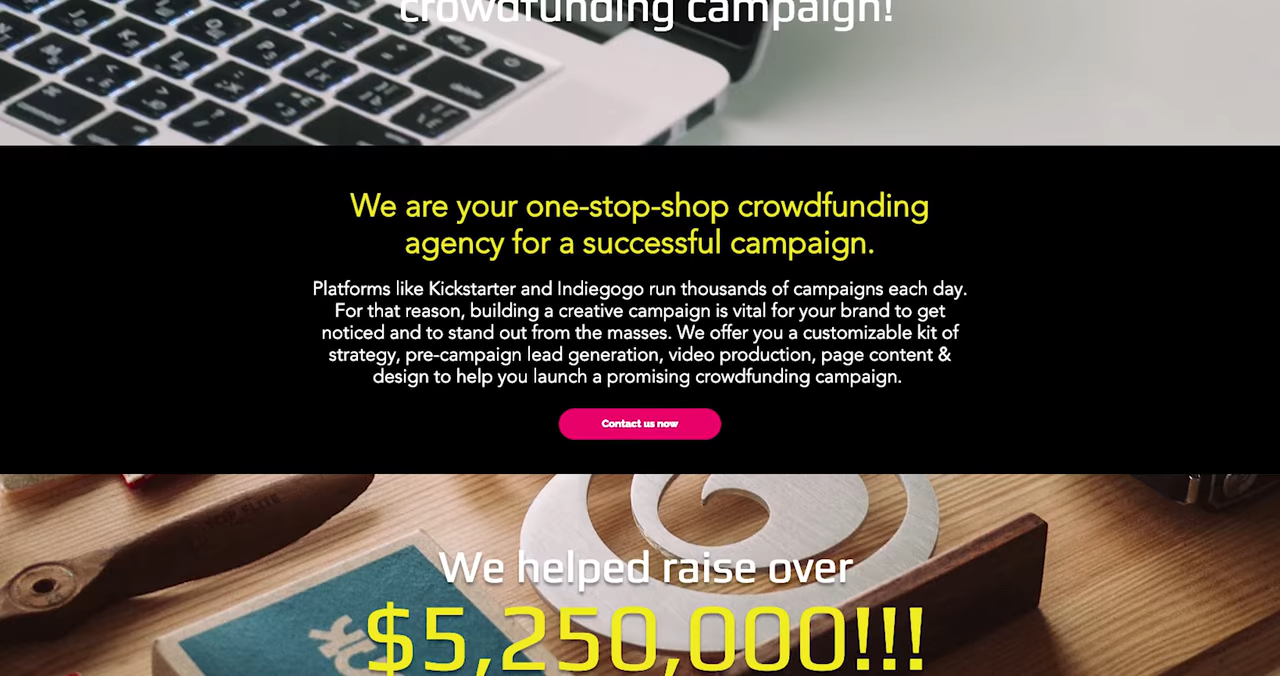 crowdfunding campaign!
We are your one-stop-shop crowdfunding
agency for a successful campaign.
Platforms like Kickstarter and Indiegogo run thousands of campaigns each day.
For that reason, building a creative campaign is vital for your brand to get
noticed and to stand out from the masses. We offer you a customizable kit of
strategy, pre-campaign lead generation, video production, page content &
design to help you launch a promising crowdfunding campaign.
Contact us now
We helped raise over
$5,250,000!!!